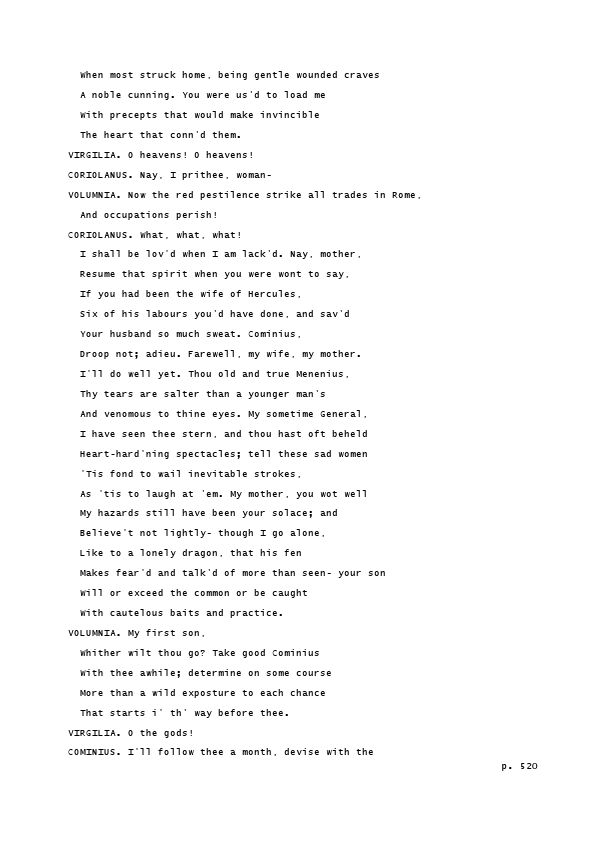 When most struck home, being gentle wounded craves
A noble cunning. You were us'd to load me
With precepts that would make invincible
The heart that conn'd them.
VIRGILIA. O heavens! O heavens!
CORIOLANUS. Nay, I prithee, woman-
VOLUMNIA. Now the red pestilence strike all trades in Rome,
And occupations perish!
CORIOLANUS. What, what, what!
I shall be lov'd when I am lack'd. Nay, mother,
Resume that spirit when you were wont to say,
If you had been the wife of Hercules,
Six of his labours you'd have done, and sav'd
Your husband so much sweat. Cominius,
Droop not; adieu. Farewell, my wife, my mother.
I'll do well yet. Thou old and true Menenius,
Thy tears are salter than a younger man's
And venomous to thine eyes. My sometime General,
I have seen thee stern, and thou hast oft beheld
Heart-hard'ning spectacles; tell these sad women
'Tis fond to wail inevitable strokes,
As 'tis to laugh at 'em. My mother, you wot well
My hazards still have been your solace; and
Believe't not lightly- though I go alone,
Like to a lonely dragon, that his fen
Makes fear'd and talk'd of more than seen- your son
Will or exceed the common or be caught
With cautelous baits and practice.
VOLUMNIA. My first son,
Whither wilt thou go? Take good Cominius
With thee awhile; determine on some course
More than a wild exposture to each chance
That starts i' th' way before thee.
VIRGILIA. O the gods!
COMINIUS. I'll follow thee a month, devise with the
p. 520